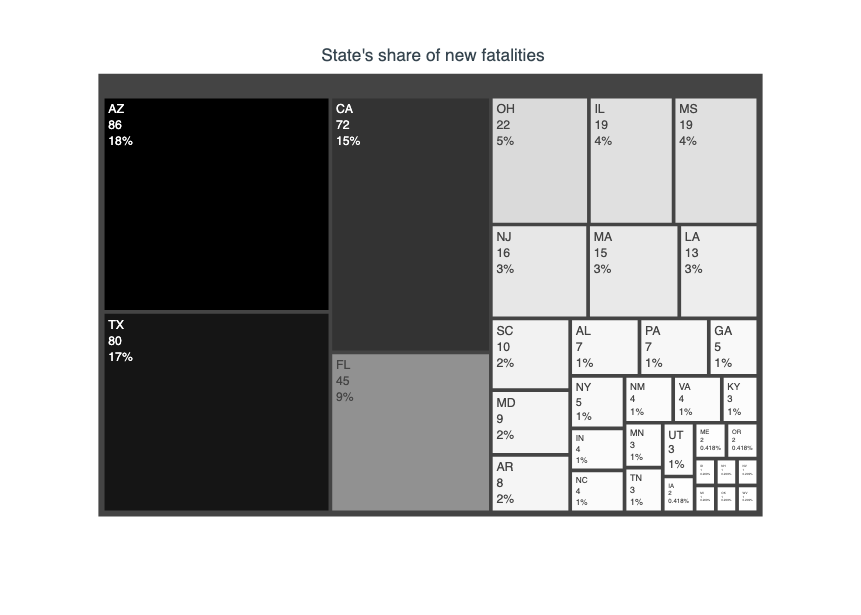 State's share of new fatalities
AZ
86
18%
CA
72
15%
OH
22
5%
IL
19
4%
MS
19
4%
NJ
16
3%
MA
15
3%
LA
13
3%
TX
80
17%
FL
45
9%
SC
10
2%
AL
7
1%
PA
7
1%
GA
5
1%
MD
9
2%
NY
5
1%
NM
4
1%
VA
4
1%
KY
3
1%
IN
4
1%
MN
3
1%
UT
3
1%
ME
2
0.418%
OR
2
0.418%
AR
8
2%
NC
4
1%
TN
3
1%
IA
2
0.418%